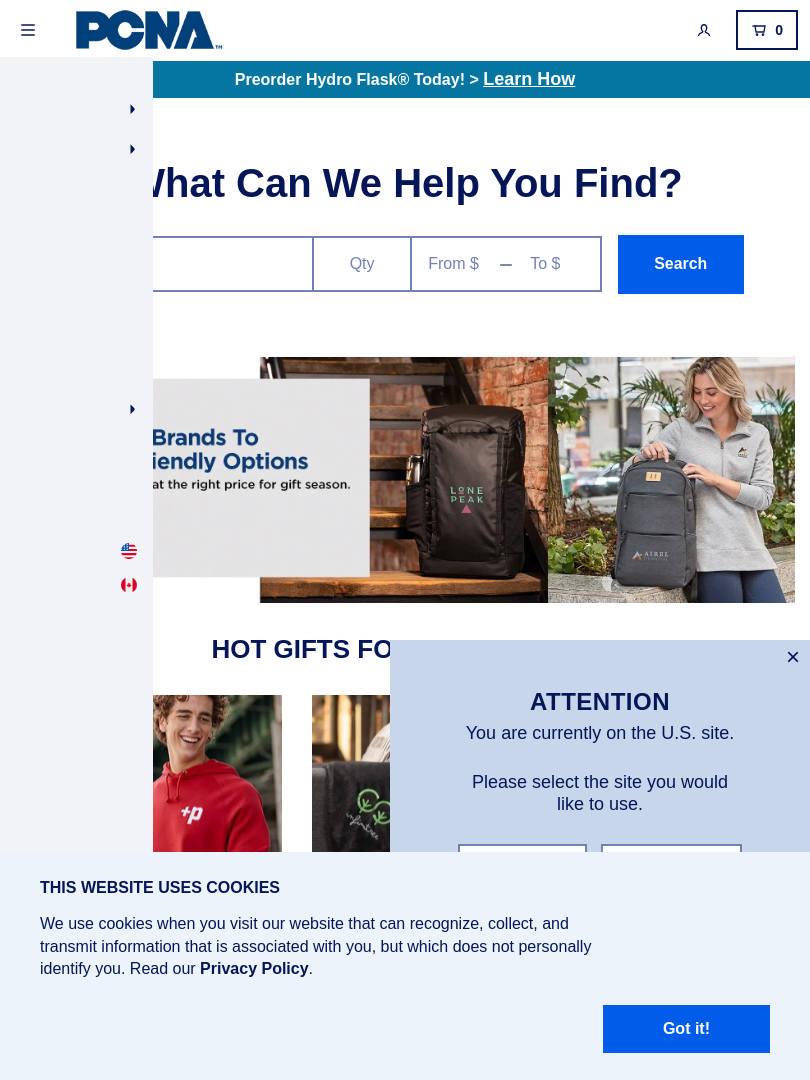 PCNA™
0
Preorder Hydro Flask® Today! > Learn How
What Can We Help You Find?
Qty
From $
To $
Search
Brands To
iendly Options
at the right price for gift season.
LONE
PEAK
HOT GIFTS FO
+p
infinitree
ATTENTION
You are currently on the U.S. site.
Please select the site you would
like to use.
THIS WEBSITE USES COOKIES
We use cookies when you visit our website that can recognize, collect, and
transmit information that is associated with you, but which does not personally
identify you. Read our Privacy Policy.
Got it!